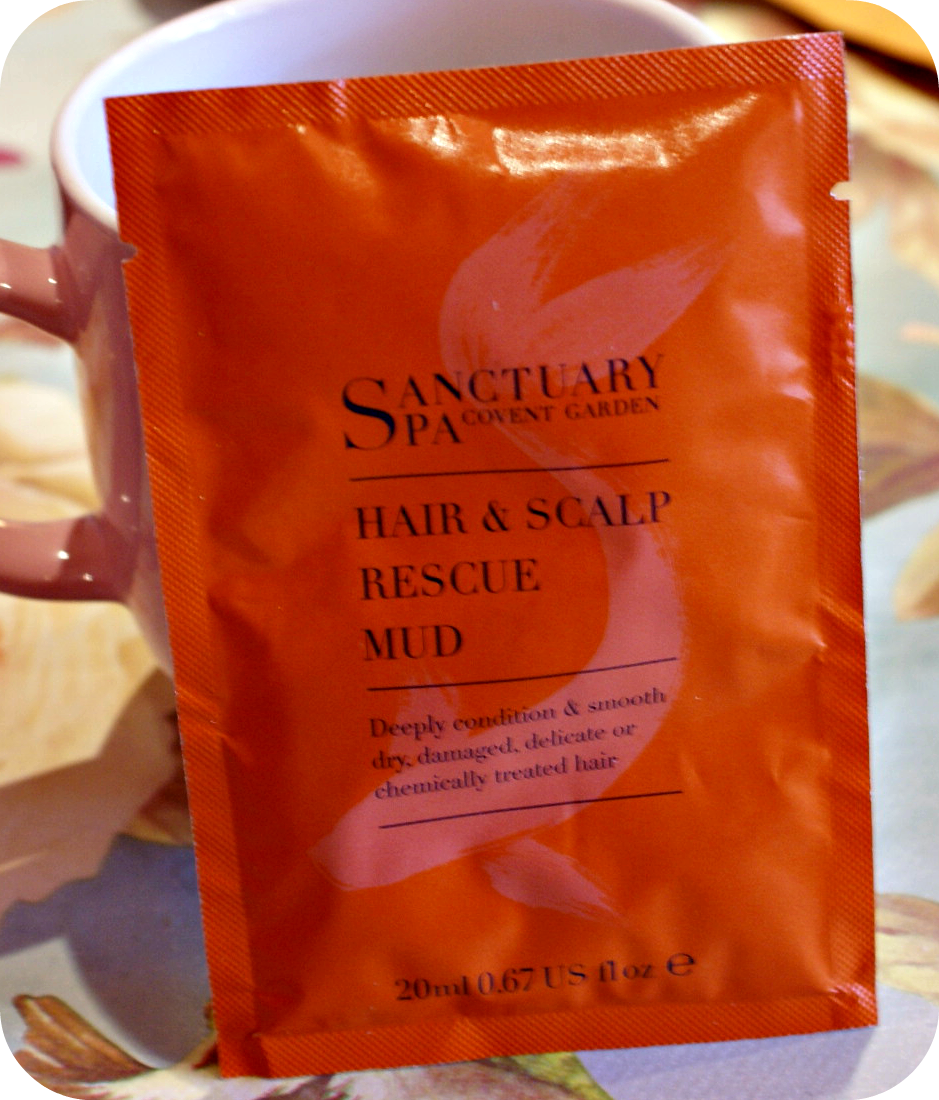 SANCTUARY
SPA COVENT GARDEN
HAIR & SCALP
RESCUE
MUD
Deeply condition & smooth
dry, damaged, delicate or
chemically treated hair
20ml 0.67 US fl oz e